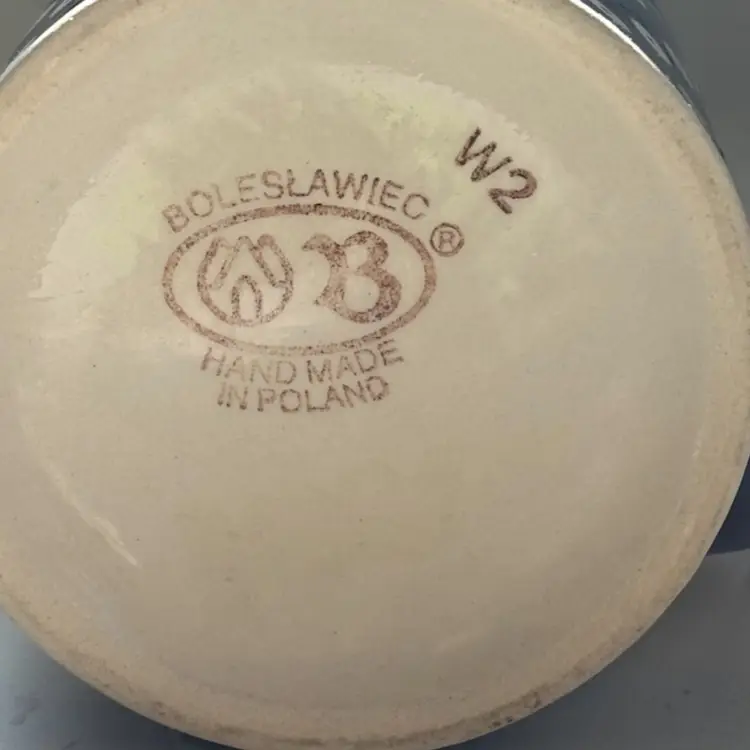 W2
BOLESŁAWIEC ®
B
HAND MADE
IN POLAND